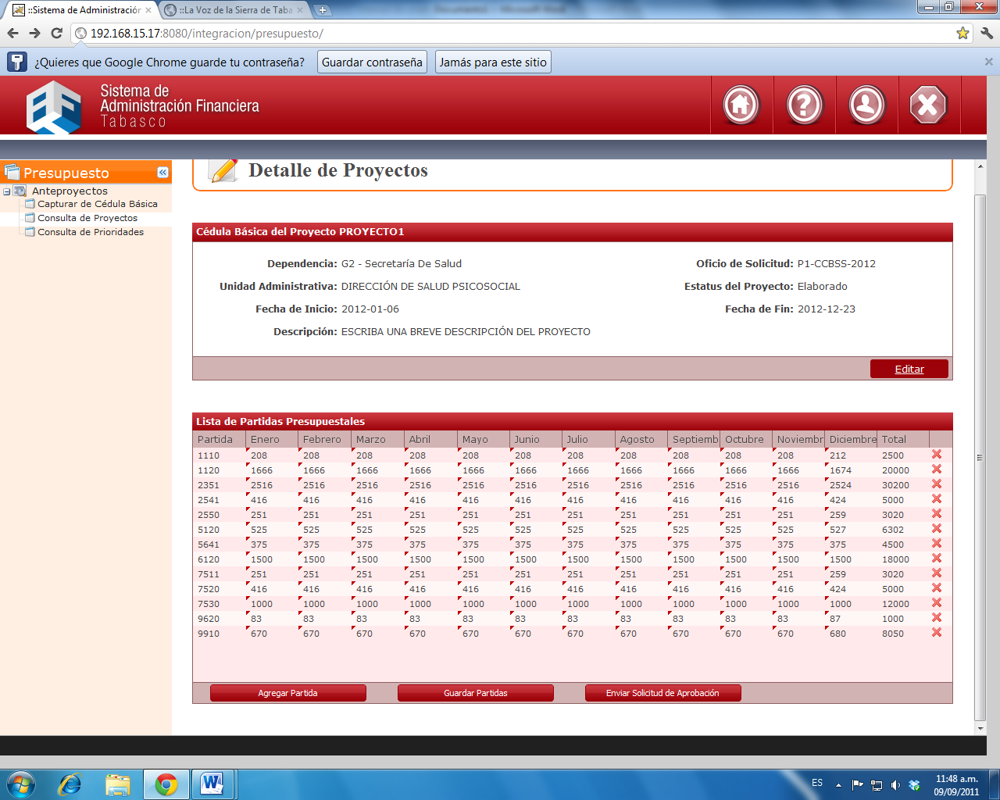 ::Sistema de Administración
::La Voz de la Sierra de Taba
192.168.15.17:8080/integracion/presupuesto/
¿Quieres que Google Chrome guarde tu contraseña? Guardar contraseña Jamás para este sitio
Sistema de
Administración Financiera
Tabasco
Presupuesto
Anteproyectos
Capturar de Cédula Básica
Consulta de Proyectos
Consulta de Prioridades
Detalle de Proyectos
Cédula Básica del Proyecto PROYECTO1
Dependencia: G2 - Secretaría De Salud Oficio de Solicitud: P1-CCBSS-2012
Unidad Administrativa: DIRECCIÓN DE SALUD PSICOSOCIAL Estatus del Proyecto: Elaborado
Fecha de Inicio: 2012-01-06 Fecha de Fin: 2012-12-23
Descripción: ESCRIBA UNA BREVE DESCRIPCIÓN DEL PROYECTO
Editar
Lista de Partidas Presupuestales
Partida Enero Febrero Marzo Abril Mayo Junio Julio Agosto Septiemb Octubre Noviembr Diciembre Total
1110 208 208 208 208 208 208 208 208 208 208 208 212 2500
1120 1666 1666 1666 1666 1666 1666 1666 1666 1666 1666 1666 1674 20000
2351 2516 2516 2516 2516 2516 2516 2516 2516 2516 2516 2516 2524 30200
2541 416 416 416 416 416 416 416 416 416 416 416 424 5000
2550 251 251 251 251 251 251 251 251 251 251 251 259 3020
5120 525 525 525 525 525 525 525 525 525 525 525 527 6302
5641 375 375 375 375 375 375 375 375 375 375 375 375 4500
6120 1500 1500 1500 1500 1500 1500 1500 1500 1500 1500 1500 1500 18000
7511 251 251 251 251 251 251 251 251 251 251 251 259 3020
7520 416 416 416 416 416 416 416 416 416 416 416 424 5000
7530 1000 1000 1000 1000 1000 1000 1000 1000 1000 1000 1000 1000 12000
9620 83 83 83 83 83 83 83 83 83 83 83 87 1000
9910 670 670 670 670 670 670 670 670 670 670 670 680 8050
Agregar Partida Guardar Partidas Enviar Solicitud de Aprobación
ES
11:48 a.m.
09/09/2011